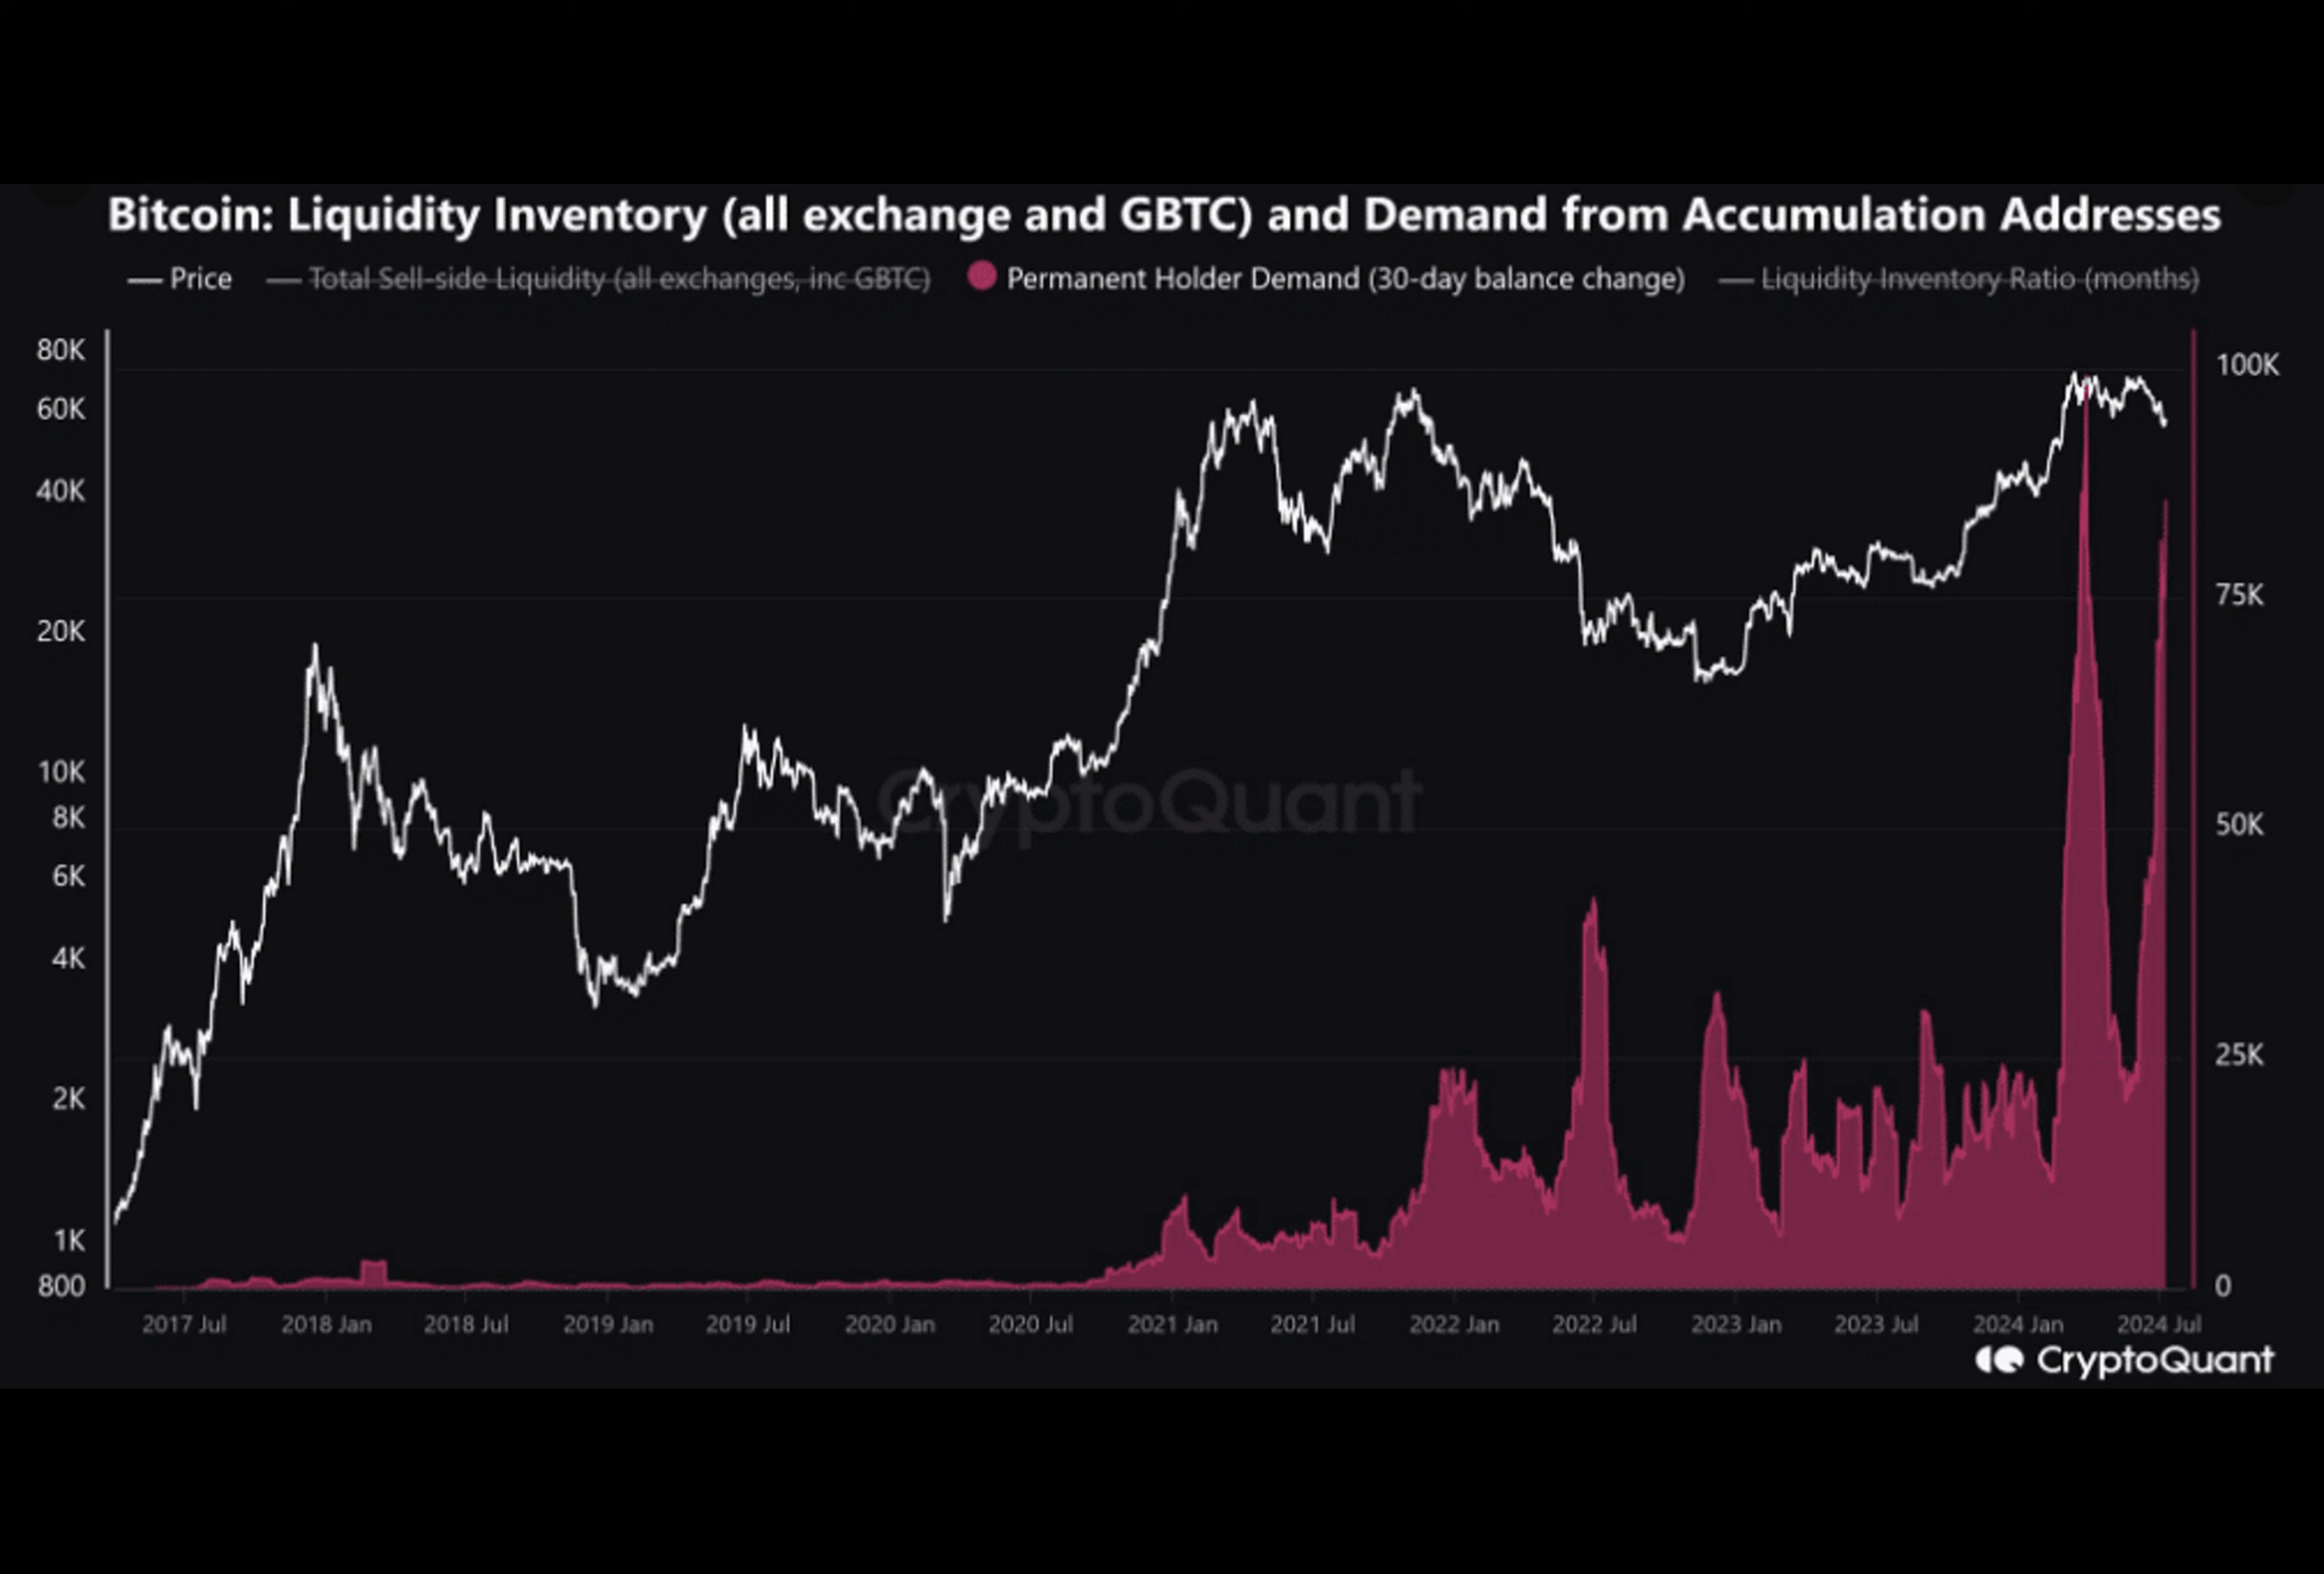 Bitcoin: Liquidity Inventory (all exchange and GBTC) and Demand from Accumulation Addresses
Price Total Sell-side Liquidity (all exchanges, inc GBTC) Permanent Holder Demand (30-day balance change) Liquidity Inventory Ratio (months)
80K
60K
40K
20K
10K
8K
6K
4K
2K
1K
800
100K
75K
50K
25K
0
CryptoQuant
2017 Jul 2018 Jan 2018 Jul 2019 Jan 2019 Jul 2020 Jan 2020 Jul 2021 Jan 2021 Jul 2022 Jan 2022 Jul 2023 Jan 2023 Jul 2024 Jan 2024 Jul
CryptoQuant